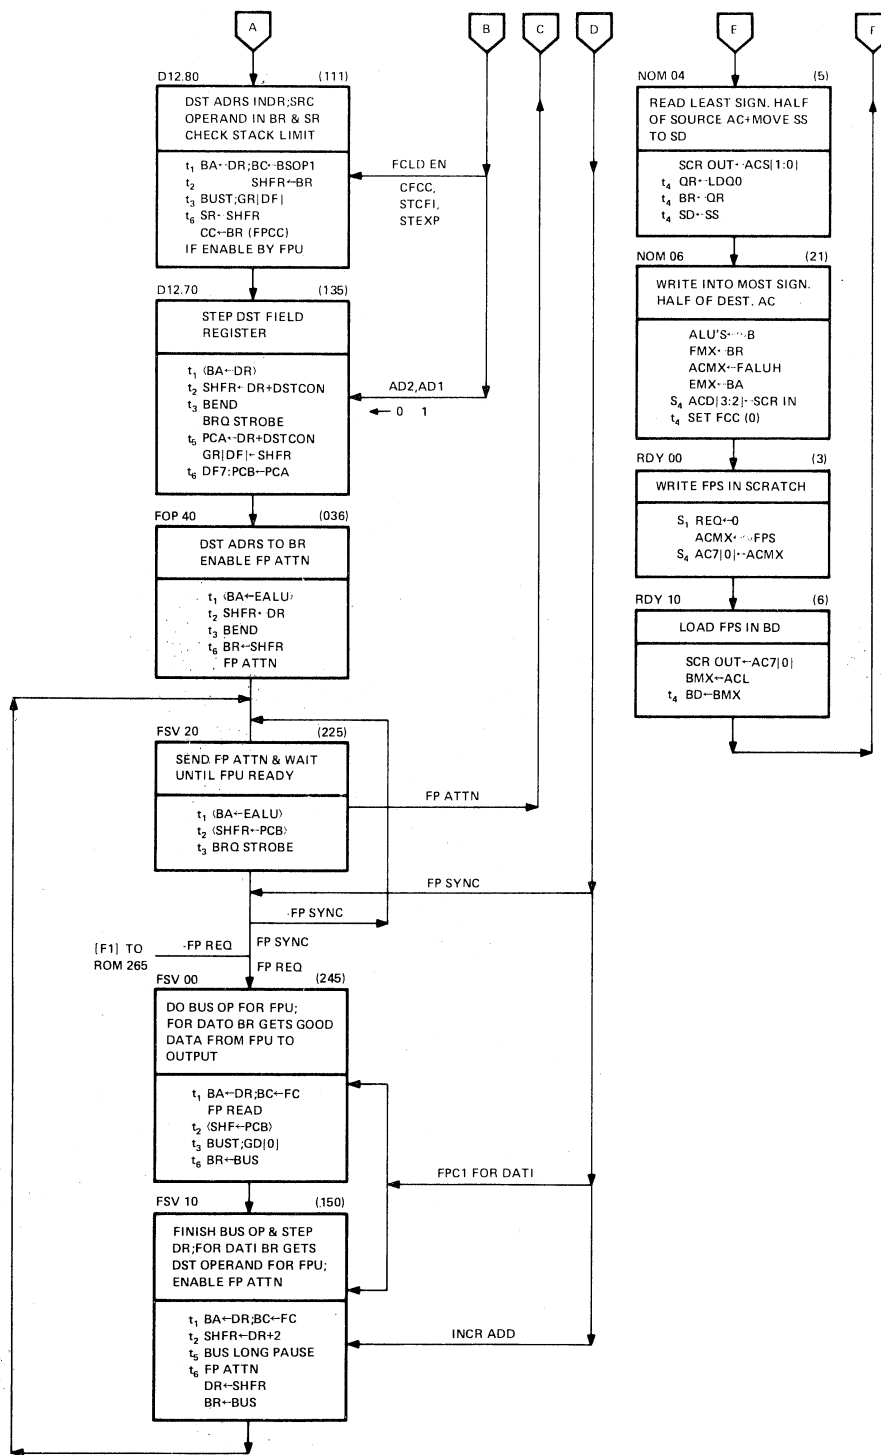 A
B
C
D
E
F
D12.80 (111)
DST ADRS INDR;SRC
OPERAND IN BR & SR
CHECK STACK LIMIT
t1 BA←DR;BC←BSOP1
t2 SHFR←BR
t3 BUST;GR|DF|
t6 SR←SHFR
CC←BR (FPCC)
IF ENABLE BY FPU
FCLD EN
CFCC,
STCFI,
STEXP
D12.70 (135)
STEP DST FIELD
REGISTER
t1 (BA←DR)
t2 SHFR←DR+DSTCON
t3 BEND
BRQ STROBE
t5 PCA←DR+DSTCON
GR|DF|←SHFR
t6 DF7:PCB←PCA
AD2,AD1
← 0 1
FOP 40 (036)
DST ADRS TO BR
ENABLE FP ATTN
t1 (BA←EALU)
t2 SHFR←DR
t3 BEND
t6 BR←SHFR
FP ATTN
FSV 20 (225)
SEND FP ATTN & WAIT
UNTIL FPU READY
t1 (BA←EALU)
t2 (SHFR←PCB)
t3 BRQ STROBE
FP ATTN
FP SYNC
-FP SYNC
[F1] TO
ROM 265
-FP REQ
FP SYNC
FP REQ
FSV 00 (245)
DO BUS OP FOR FPU;
FOR DATO BR GETS GOOD
DATA FROM FPU TO
OUTPUT
t1 BA←DR;BC←FC
FP READ
t2 (SHF←PCB)
t3 BUST;GD|0|
t6 BR←BUS
FPC1 FOR DATI
FSV 10 (150)
FINISH BUS OP & STEP
DR;FOR DATI BR GETS
DST OPERAND FOR FPU;
ENABLE FP ATTN
t1 BA←DR;BC←FC
t2 SHFR←DR+2
t5 BUS LONG PAUSE
t6 FP ATTN
DR←SHFR
BR←BUS
INCR ADD
NOM 04 (5)
READ LEAST SIGN. HALF
OF SOURCE AC+MOVE SS
TO SD
SCR OUT←ACS|1:0|
t4 QR←LDQ0
t4 BR←QR
t4 SD←SS
NOM 06 (21)
WRITE INTO MOST SIGN.
HALF OF DEST. AC
ALU'S←B
FMX←BR
ACMX←FALUH
EMX←BA
S4 ACD|3:2|←SCR IN
t4 SET FCC (0)
RDY 00 (3)
WRITE FPS IN SCRATCH
S1 REQ←0
ACMX←FPS
S4 AC7|0|←ACMX
RDY 10 (6)
LOAD FPS IN BD
SCR OUT←AC7|0|
BMX←ACL
t4 BD←BMX